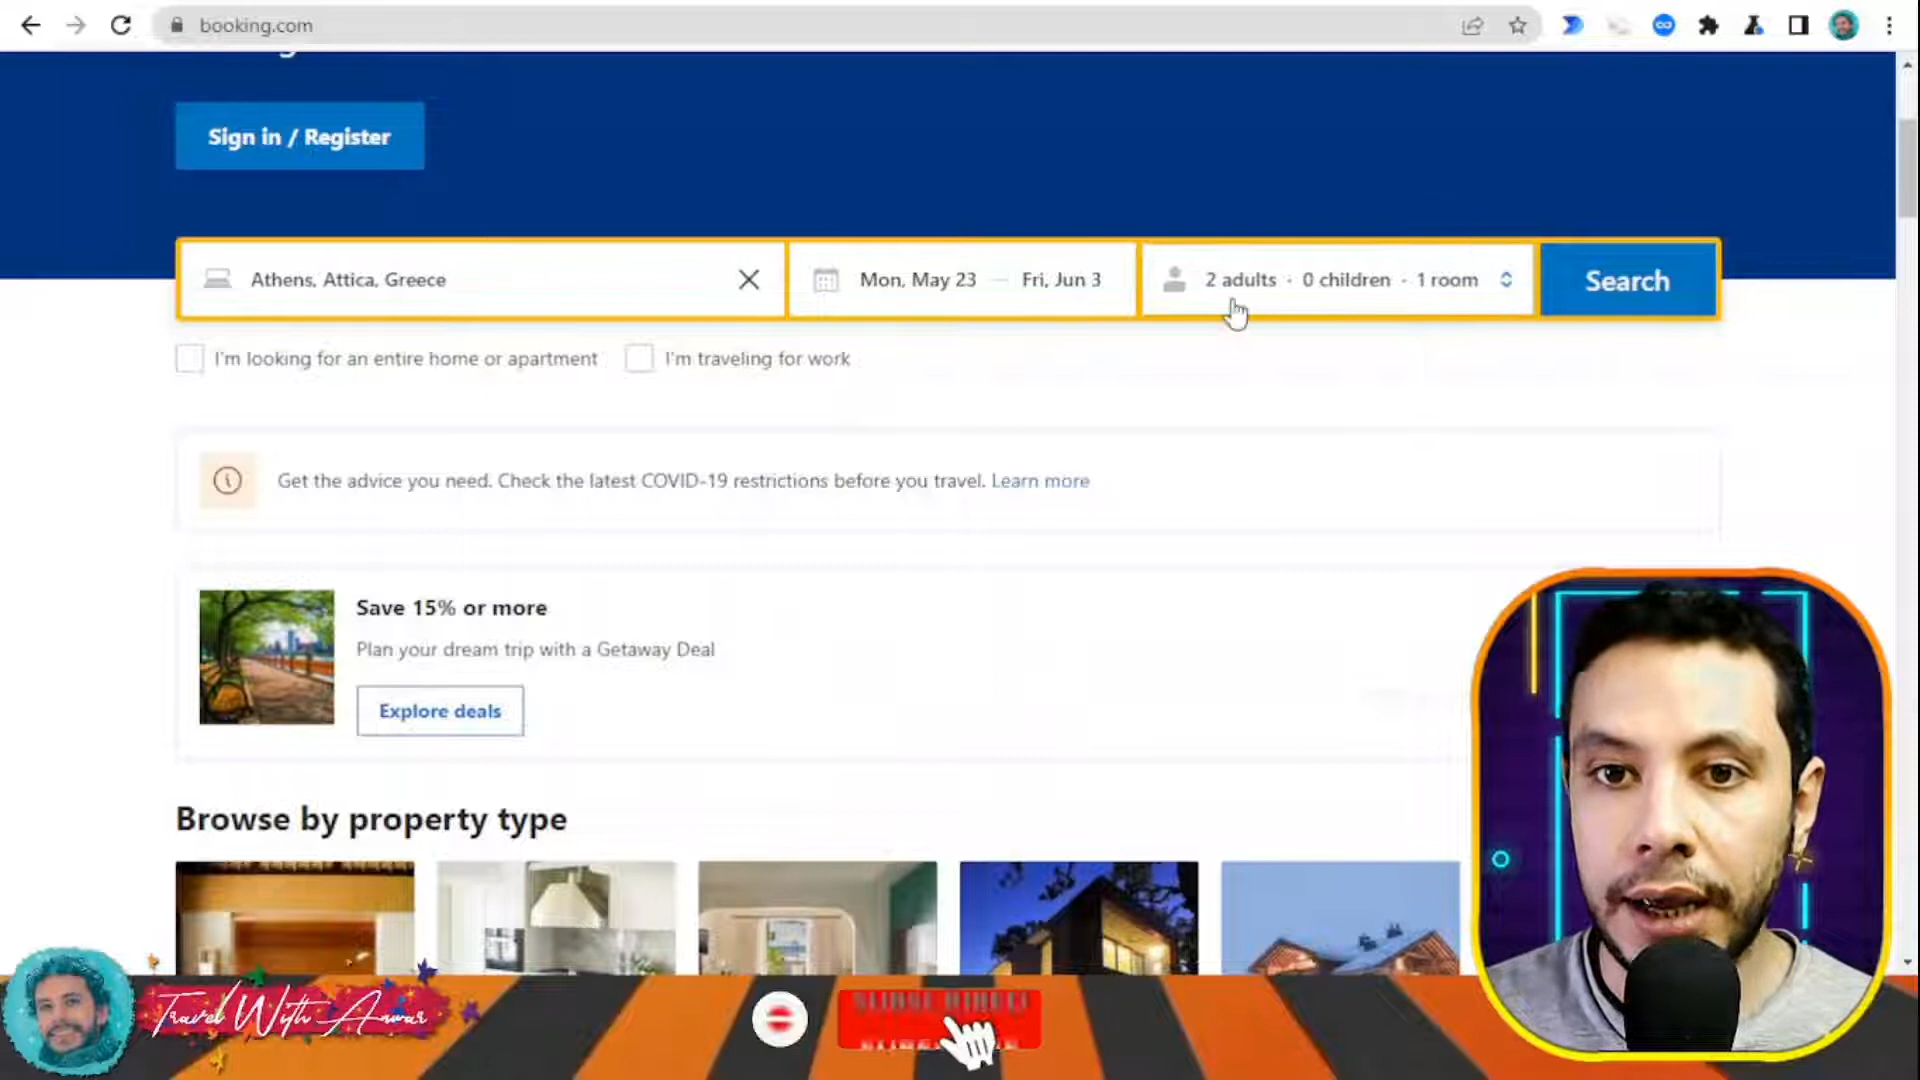 booking.com
Sign in / Register
Athens, Attica, Greece
Mon, May 23 — Fri, Jun 3
2 adults · 0 children · 1 room
Search
I'm looking for an entire home or apartment
I'm traveling for work
Get the advice you need. Check the latest COVID-19 restrictions before you travel. Learn more
Save 15% or more
Plan your dream trip with a Getaway Deal
Explore deals
Browse by property type
Travel With Anwar